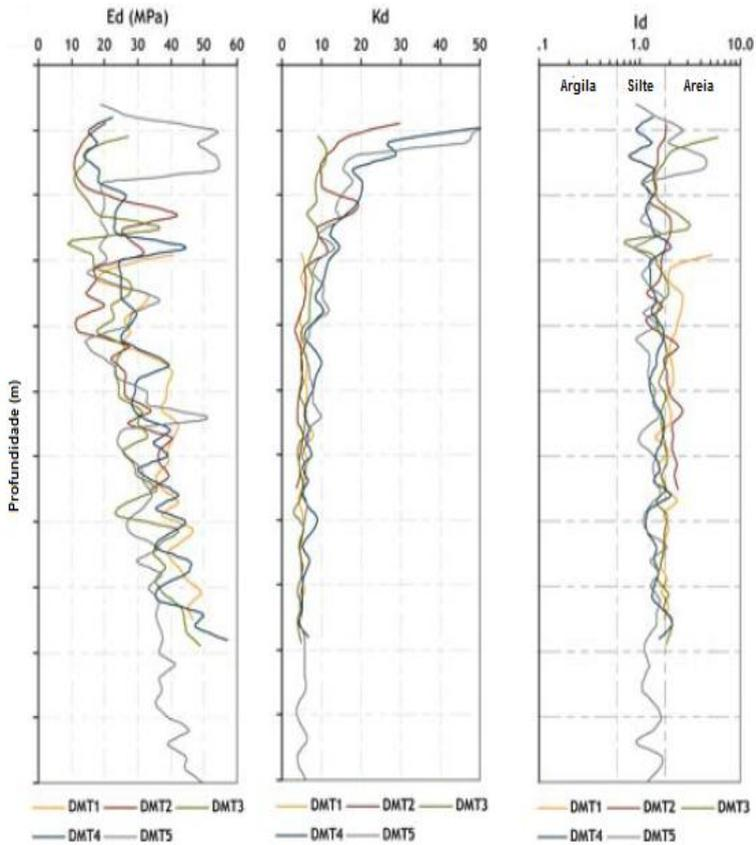 Ed (MPa)
0 10 20 30 40 50 60
Kd
0 10 20 30 40 50
Id
.1 1.0 10.0
Argila Silte Areia
Profundidade (m)
DMT1 DMT2 DMT3
DMT4 DMT5
DMT1 DMT2 DMT3
DMT4 DMT5
DMT1 DMT2 DMT3
DMT4 DMT5